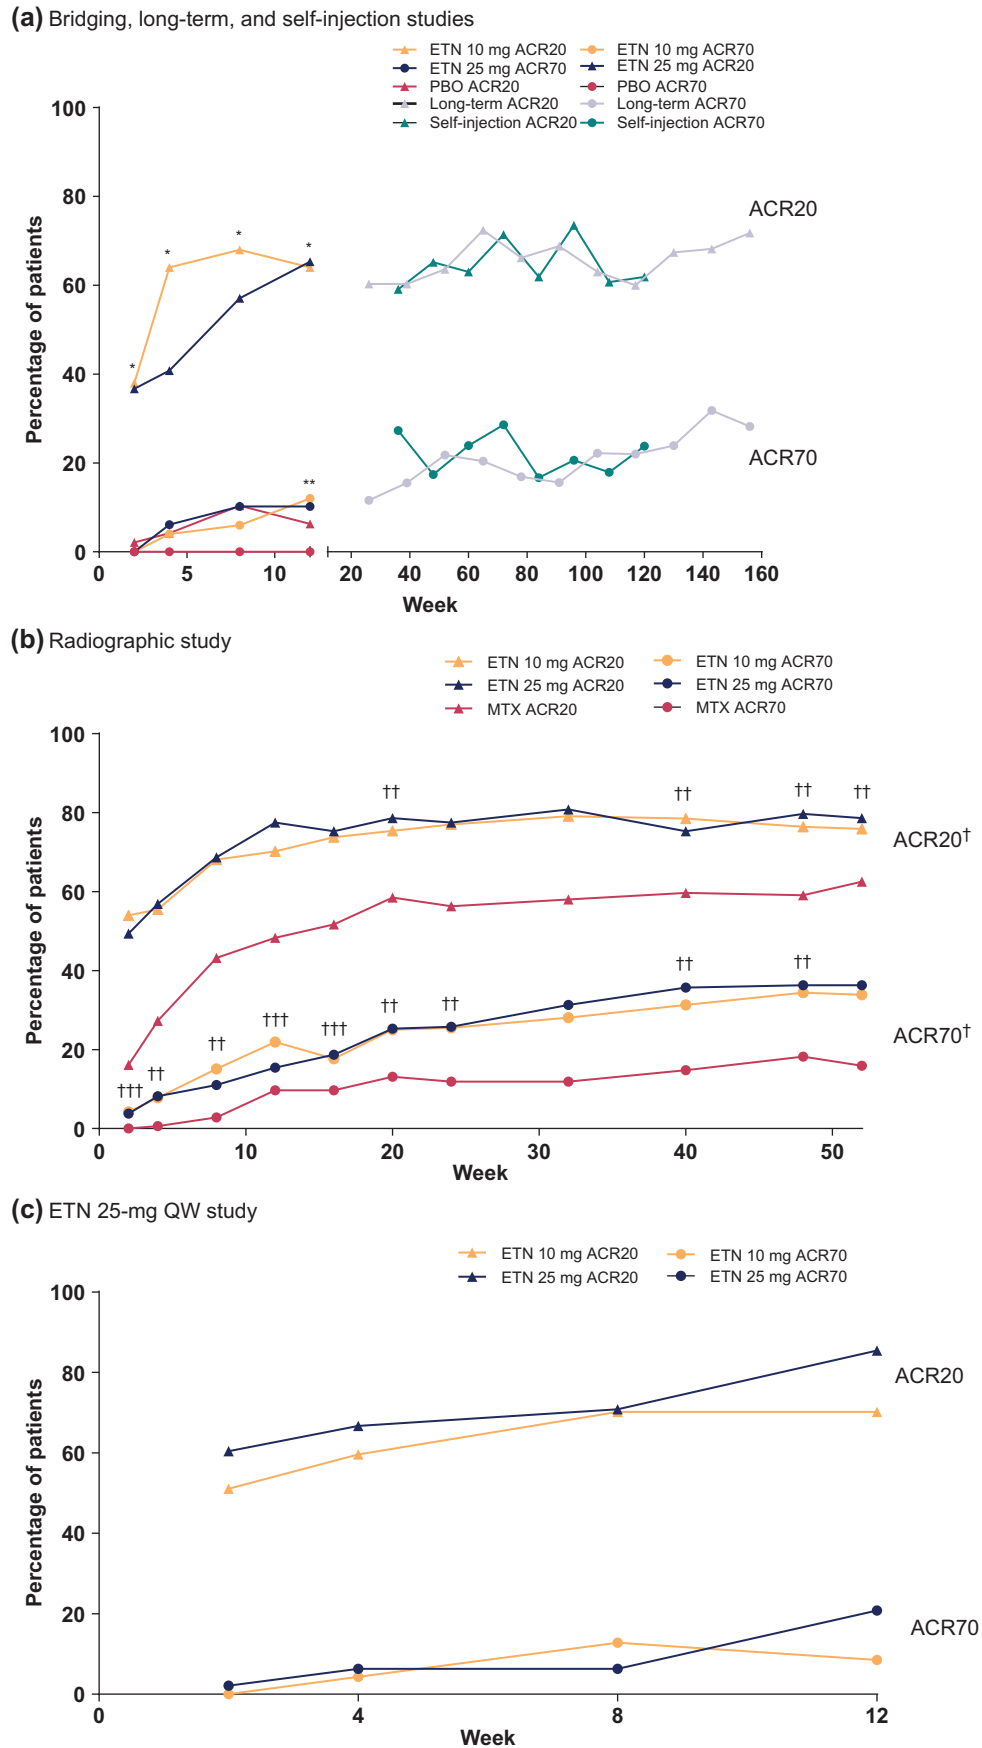 (a) Bridging, long-term, and self-injection studies
ETN 10 mg ACR20 ETN 10 mg ACR70
ETN 25 mg ACR70 ETN 25 mg ACR20
PBO ACR20 PBO ACR70
Long-term ACR20 Long-term ACR70
Self-injection ACR20 Self-injection ACR70
Percentage of patients
100
80
60
40
20
0
* * * *
**
ACR20
ACR70
0 5 10 20 40 60 80 100 120 140 160
Week
(b) Radiographic study
ETN 10 mg ACR20 ETN 10 mg ACR70
ETN 25 mg ACR20 ETN 25 mg ACR70
MTX ACR20 MTX ACR70
Percentage of patients
100
80
60
40
20
0
†† †† †† ††
ACR20†
††† †† †† ††† ††† †† †† †† ††
ACR70†
0 10 20 30 40 50
Week
(c) ETN 25-mg QW study
ETN 10 mg ACR20 ETN 10 mg ACR70
ETN 25 mg ACR20 ETN 25 mg ACR70
Percentage of patients
100
80
60
40
20
0
ACR20
ACR70
0 4 8 12
Week